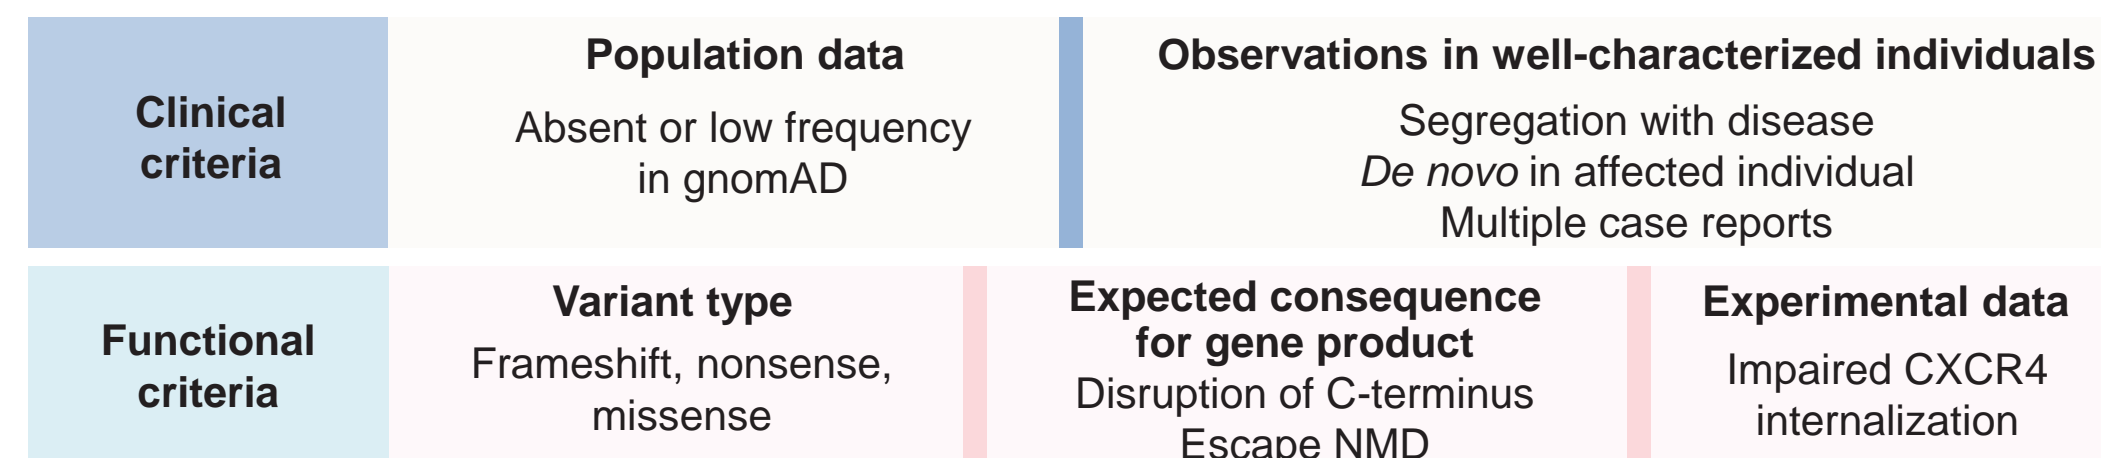 Clinical
criteria
Population data
Absent or low frequency
in gnomAD
Observations in well-characterized individuals
Segregation with disease
De novo in affected individual
Multiple case reports
Functional
criteria
Variant type
Frameshift, nonsense,
missense
Expected consequence
for gene product
Disruption of C-terminus
Escape NMD
Experimental data
Impaired CXCR4
internalization